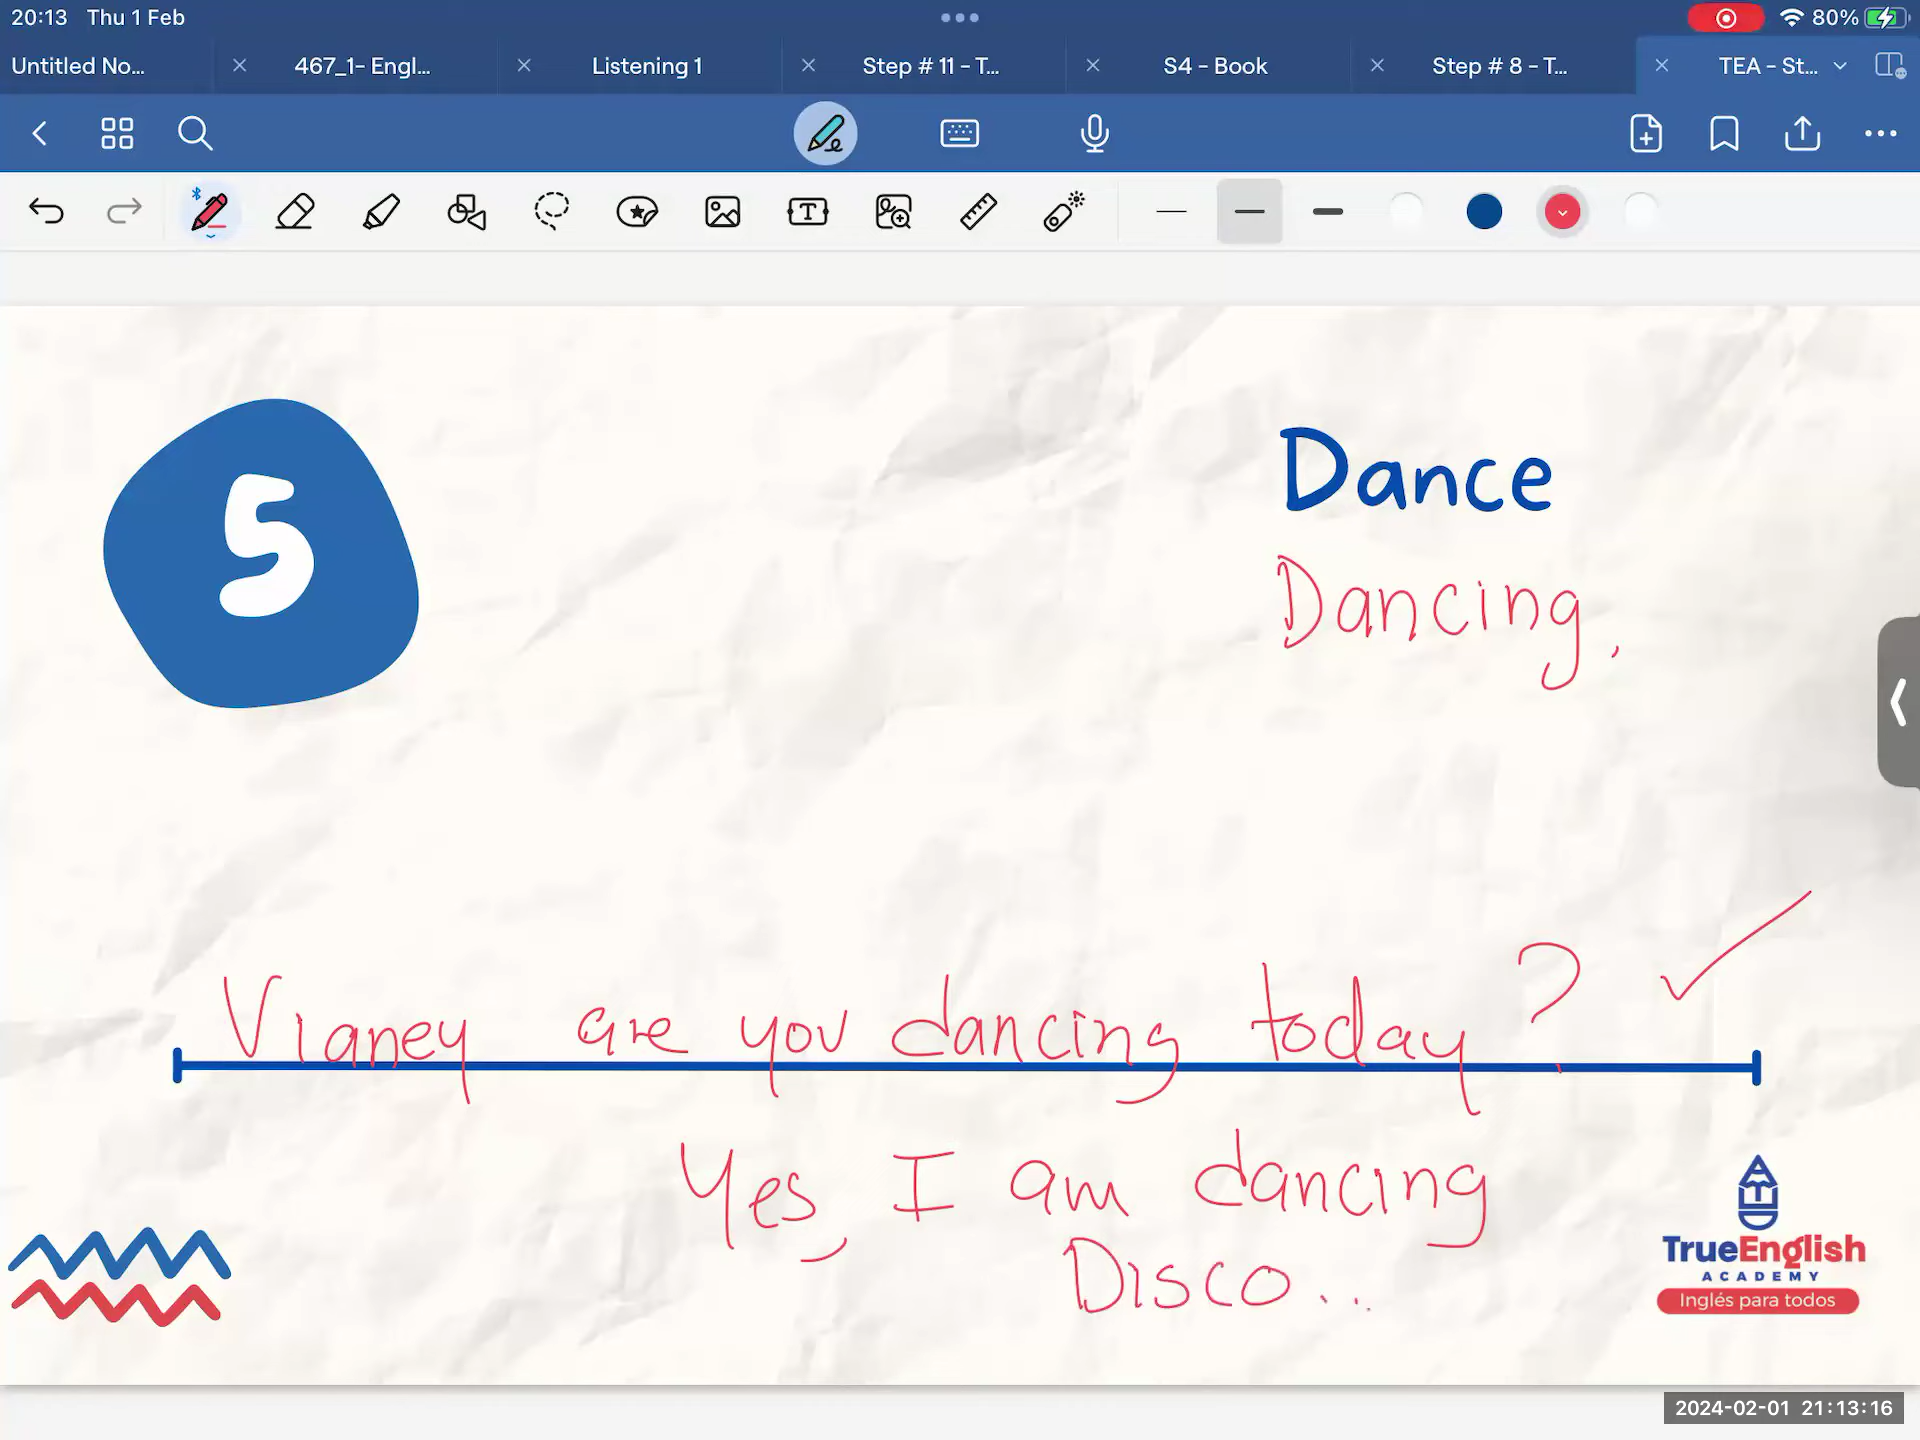 20:13 Thu 1 Feb
80%
Untitled No...
467_1- Engl...
Listening 1
Step # 11 - T...
S4 - Book
Step # 8 - T...
TEA - St...
5
Dance
Dancing.
Vianey are you dancing today?
Yes, I am dancing
Disco...
TrueEnglish
ACADEMY
Inglés para todos
2024-02-01 21:13:16